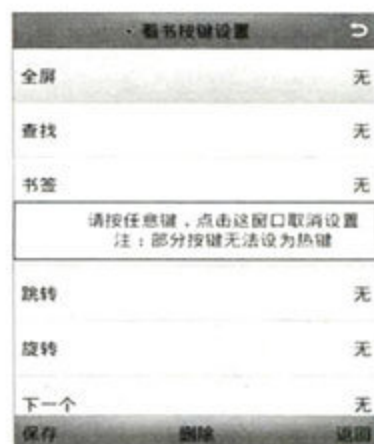 · 看书按键设置
全屏 无
查找 无
书签 无
请按任意键，点击这窗口取消设置
注：部分按键无法设为热键
跳转 无
旋转 无
下一个 无
保存 删除 返回